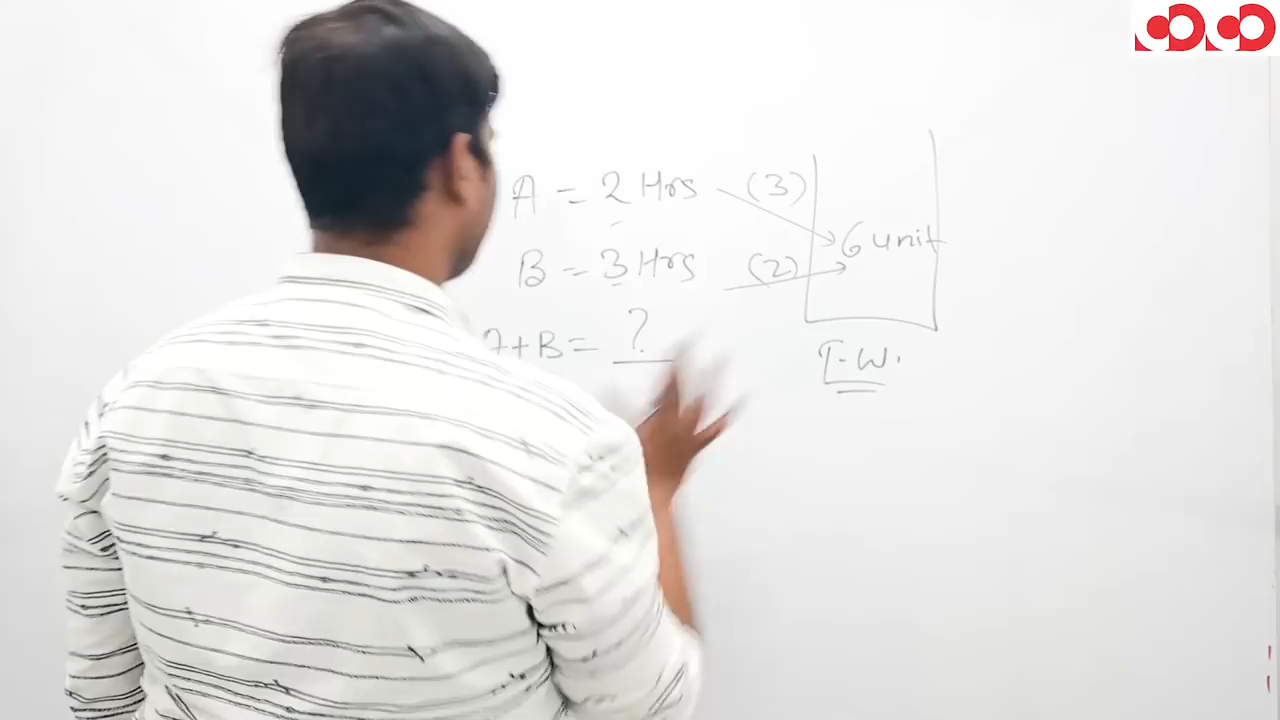 A = 2 Hrs (3)
B = 3 Hrs (2)
6 unit
A+B = ?
T.W.